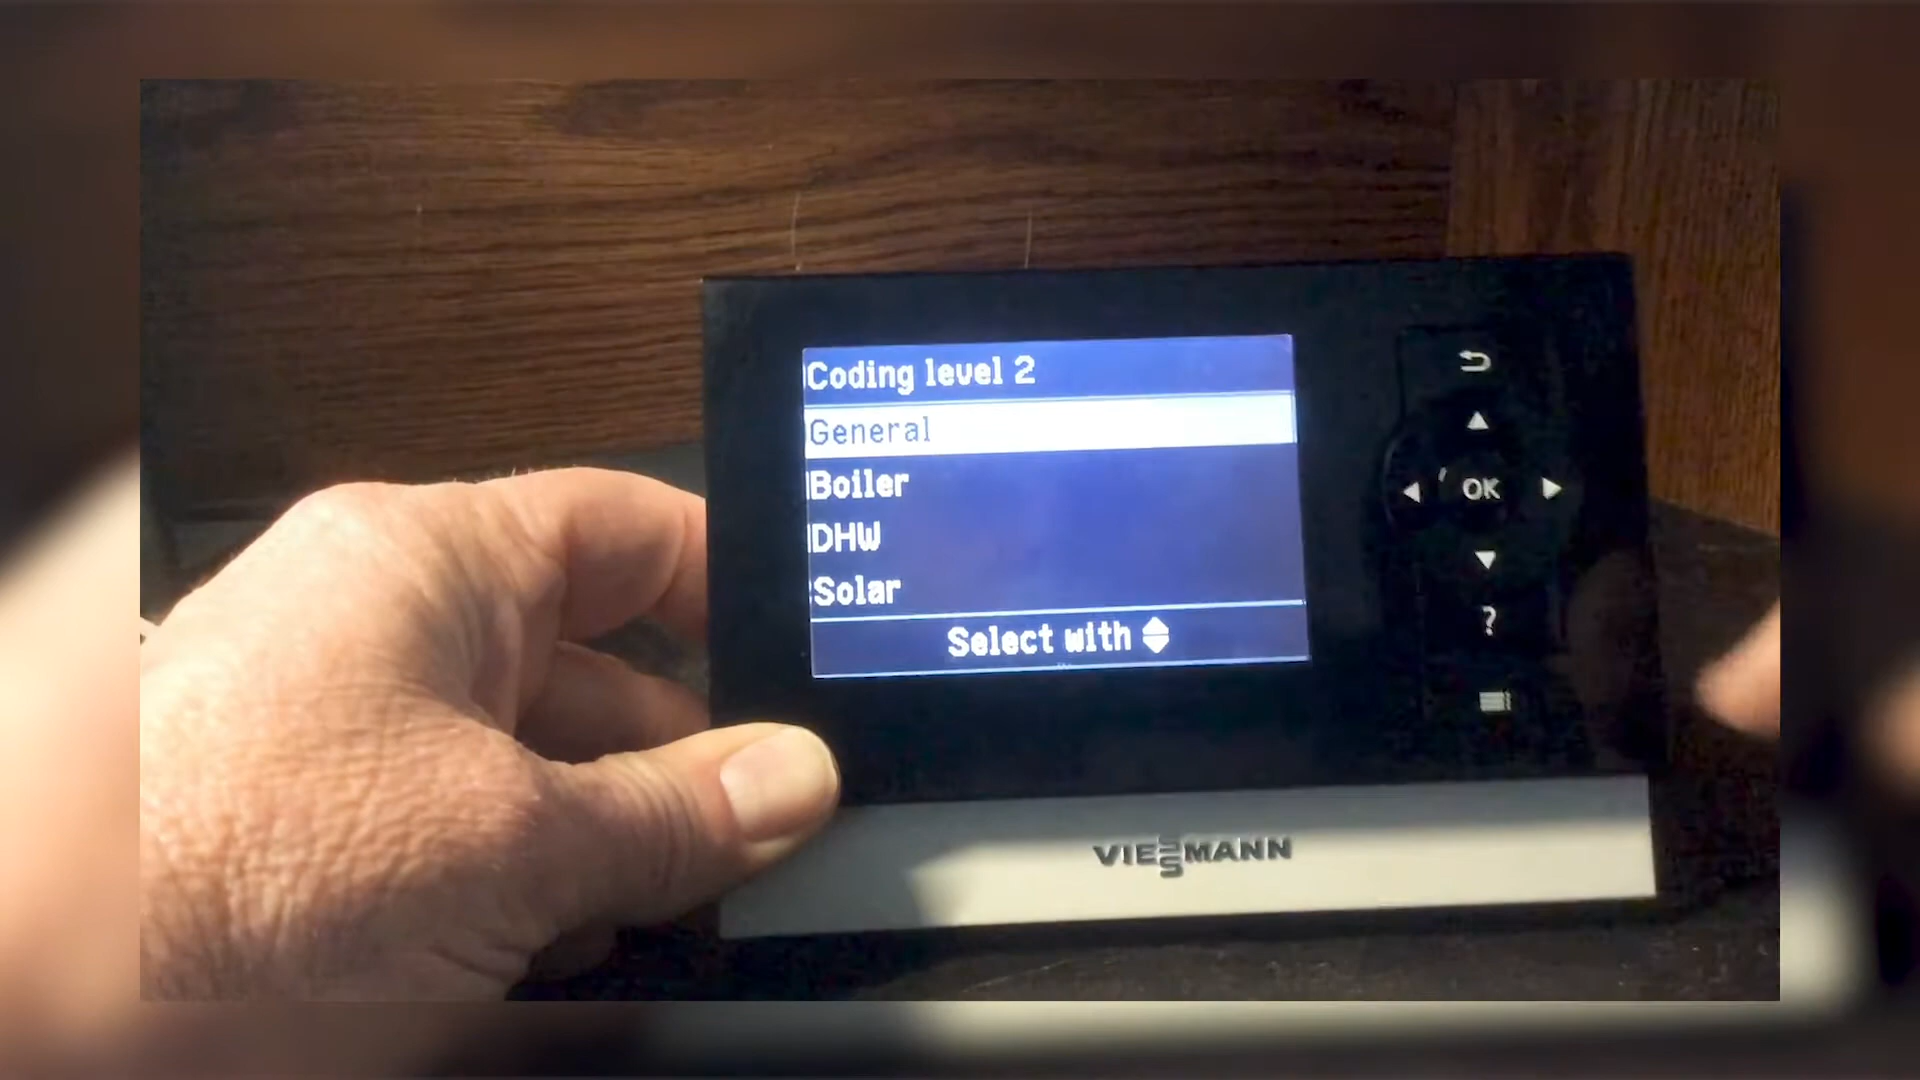 Coding level 2
General
Boiler
DHW
Solar
Select with
OK
?
VIESMANN